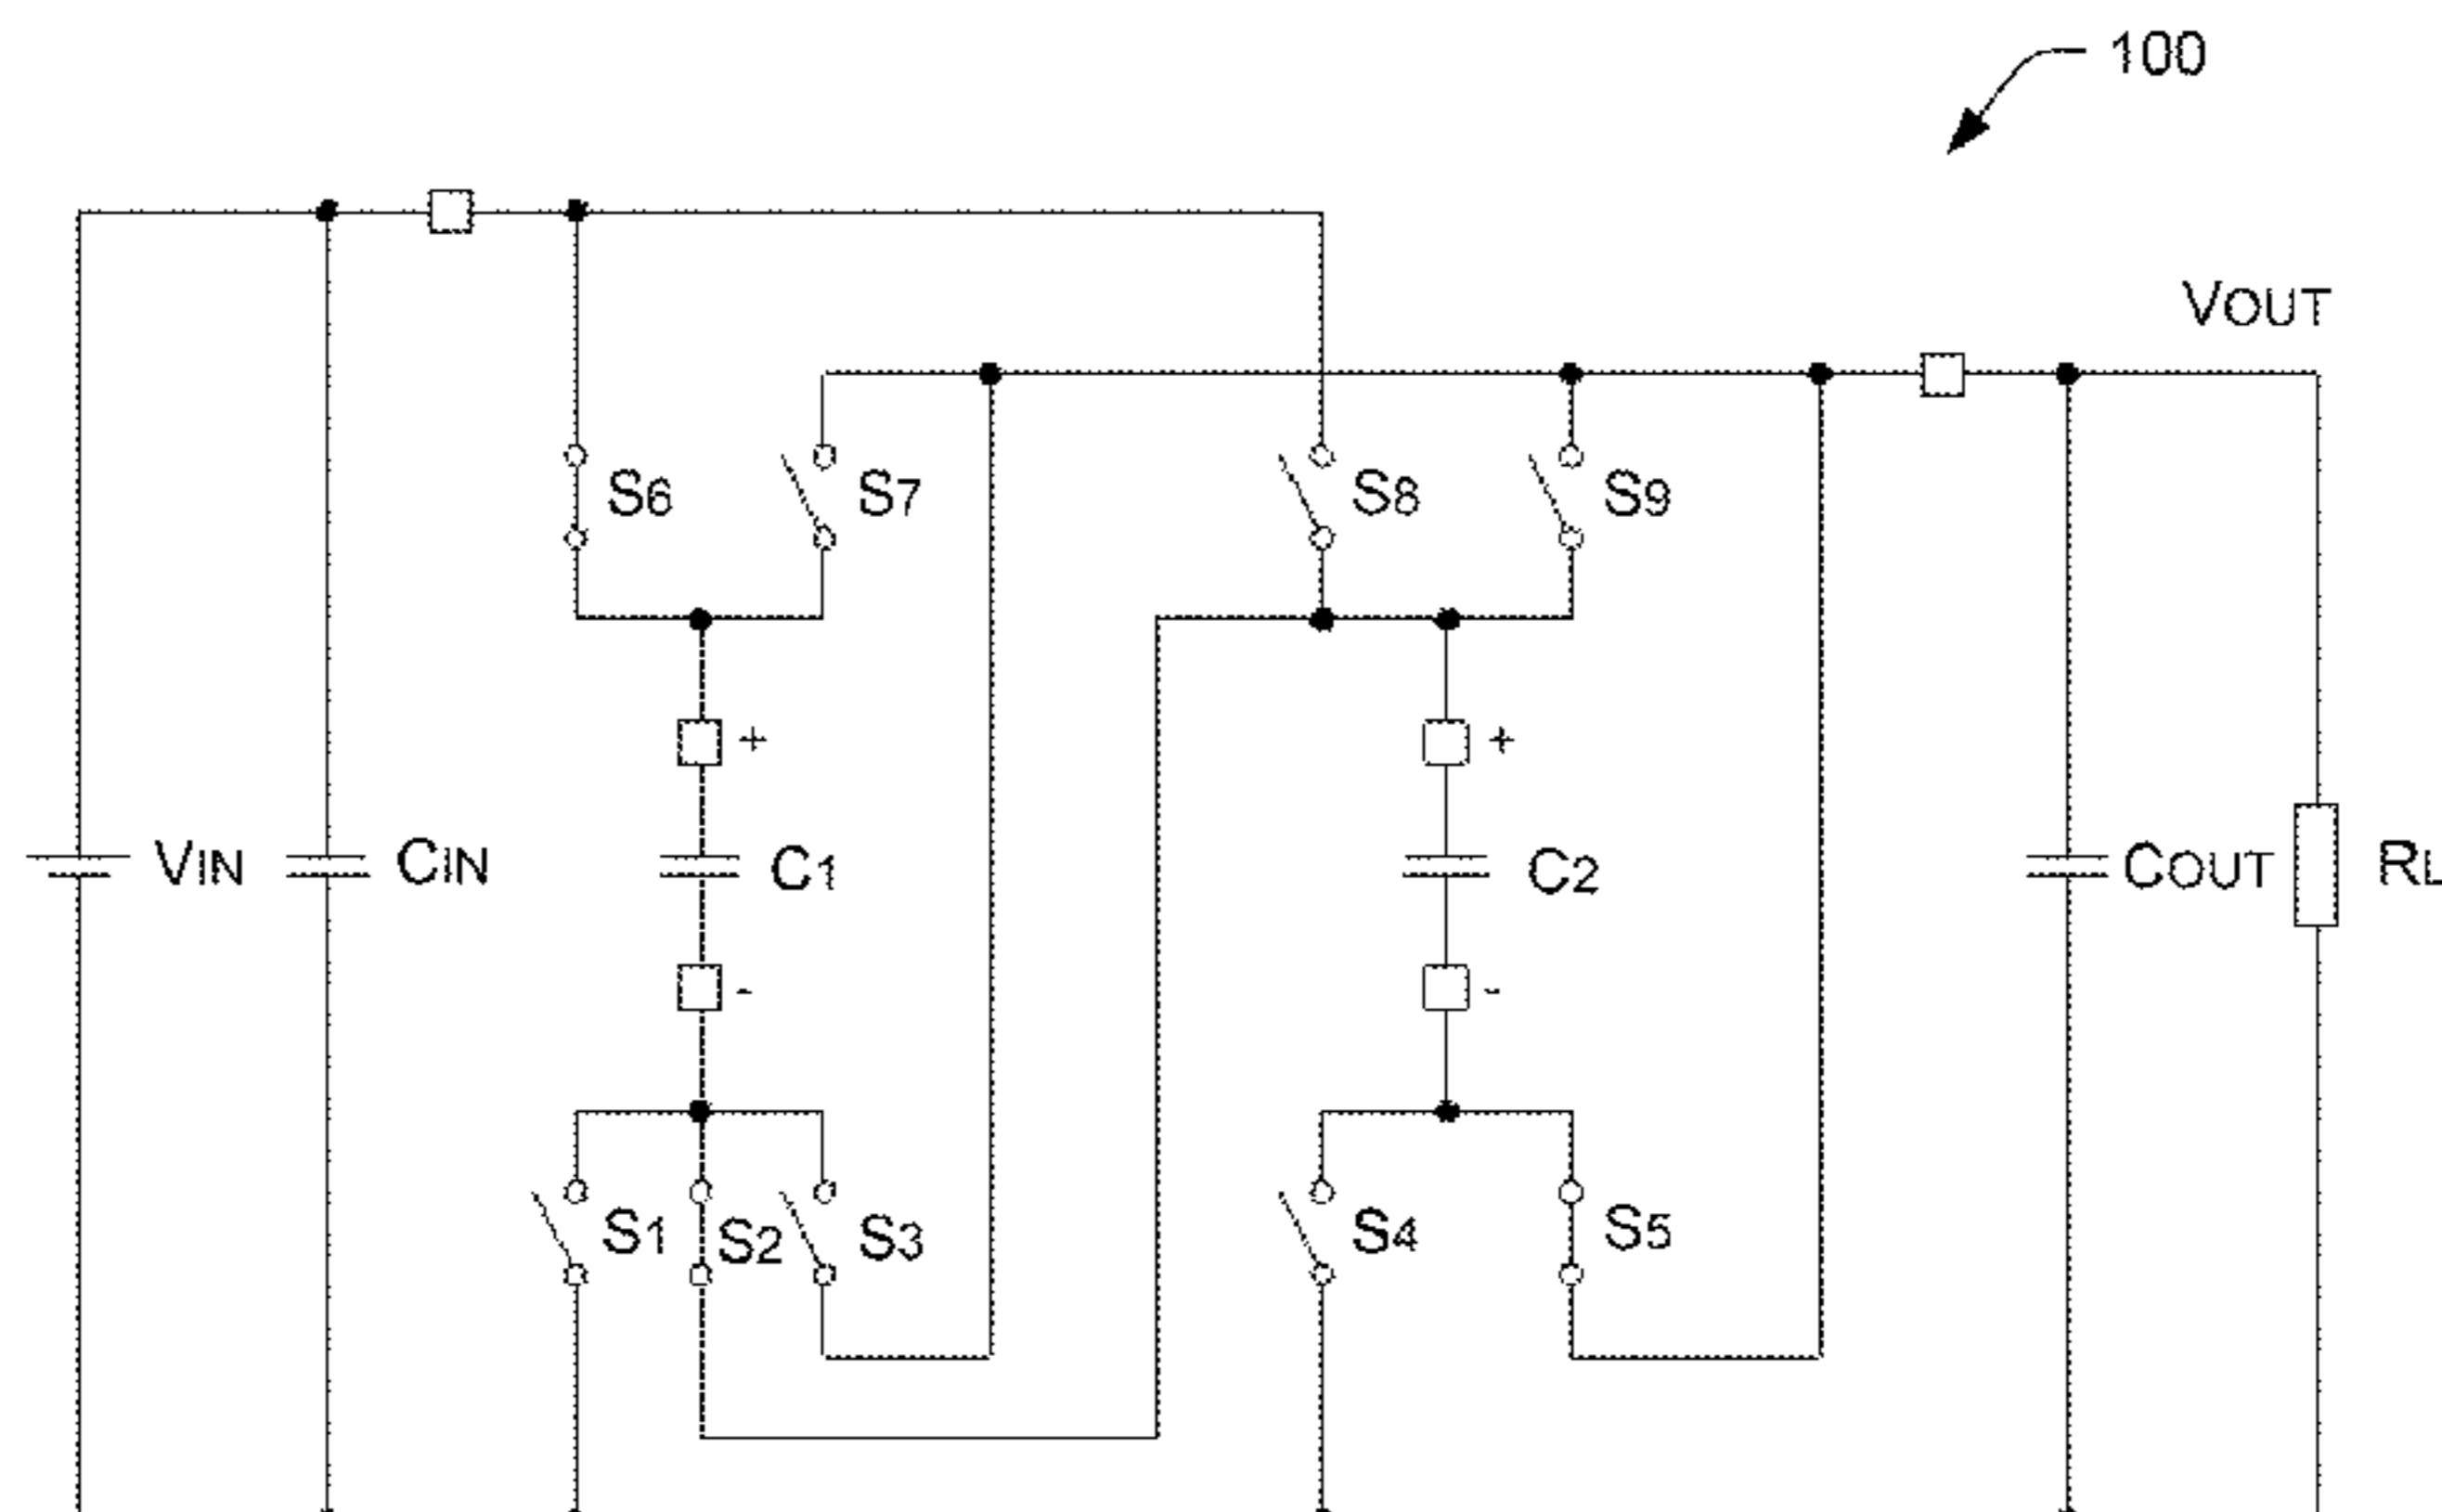 100
VOUT
S6
S7
S8
S9
+
+
VIN
CIN
C1
C2
COUT
RL
-
-
S1
S2
S3
S4
S5